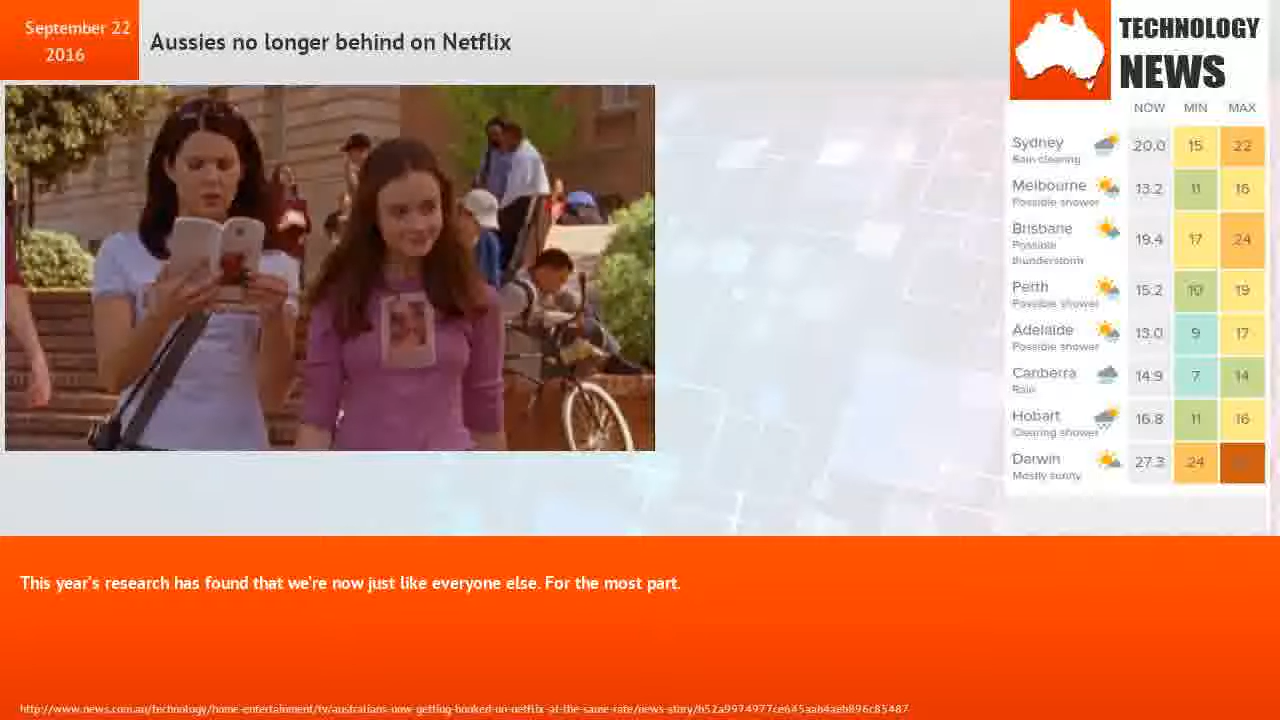 September 22
2016
Aussies no longer behind on Netflix
TECHNOLOGY
NEWS
NOW MIN MAX
Sydney 20.0 15 22
Rain clearing
Melbourne 13.2 11 16
Possible shower
Brisbane 19.4 17 24
Possible
thunderstorm
Perth 15.2 10 19
Possible shower
Adelaide 13.0 9 17
Possible shower
Canberra 14.9 7 14
Rain
Hobart 16.8 11 16
Clearing shower
Darwin 27.3 24
Mostly sunny
This year's research has found that we're now just like everyone else. For the most part.